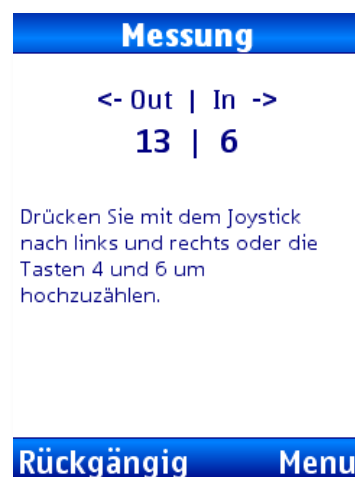 Messung
<- Out | In ->
13 | 6
Drücken Sie mit dem Joystick
nach links und rechts oder die
Tasten 4 und 6 um
hochzuzählen.
Rückgängig Menu